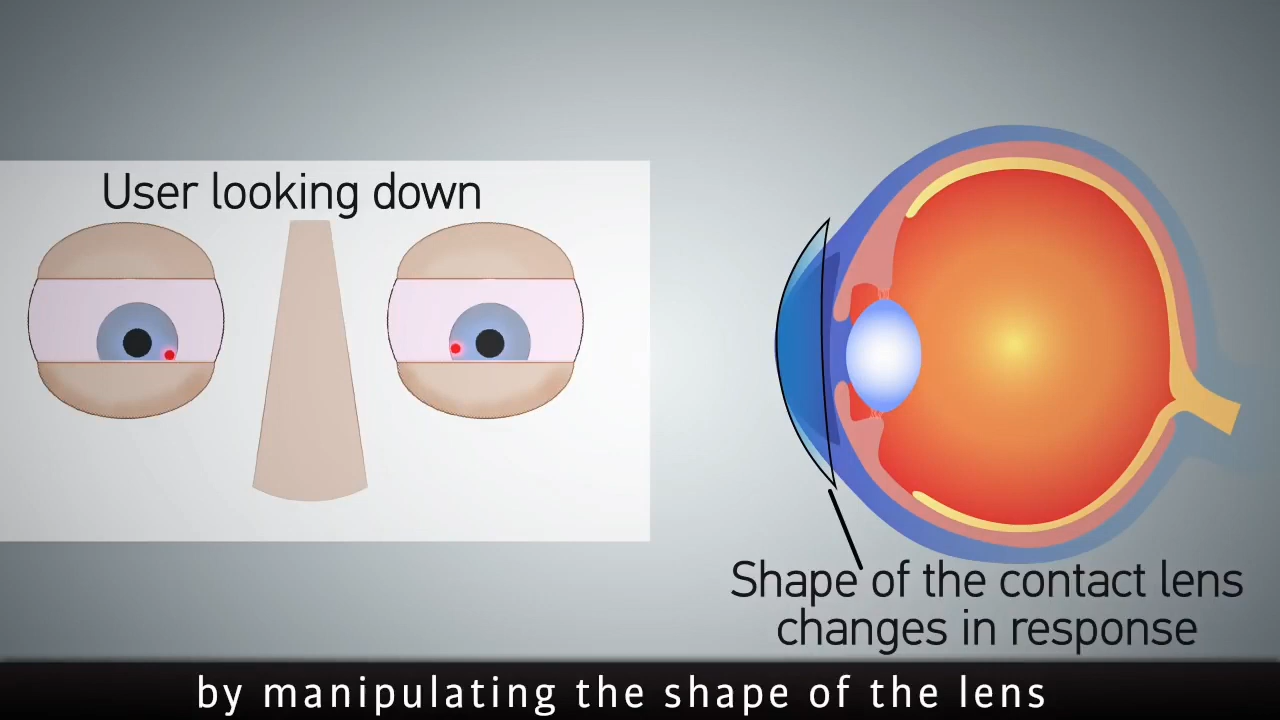 User looking down
Shape of the contact lens
changes in response
by manipulating the shape of the lens